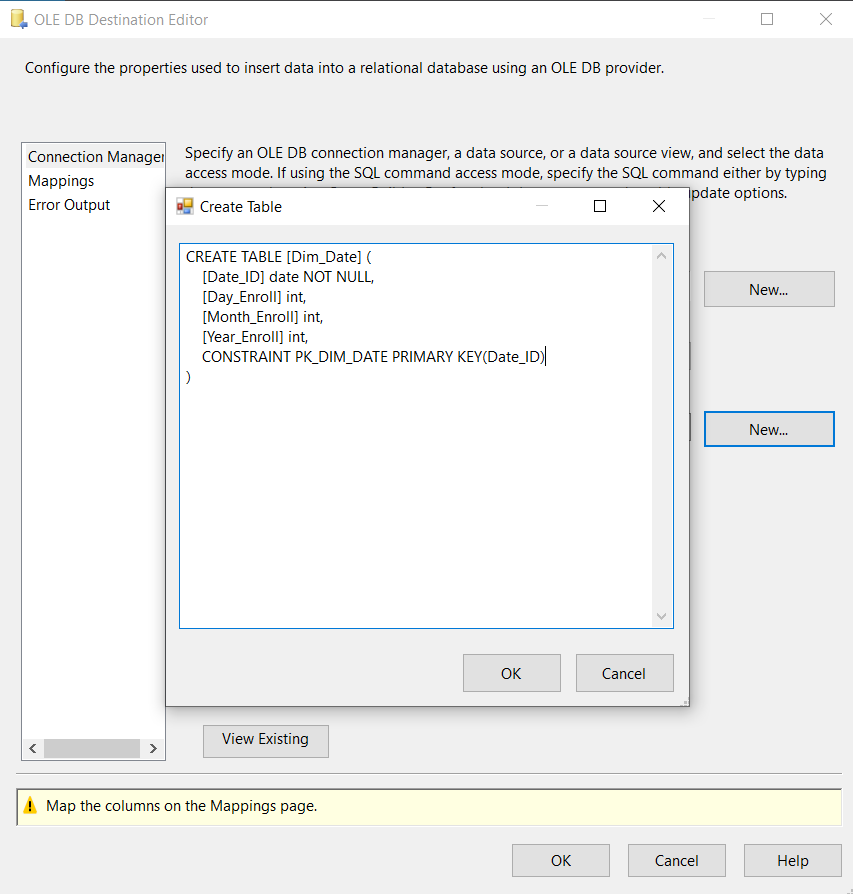 OLE DB Destination Editor
Configure the properties used to insert data into a relational database using an OLE DB provider.
Connection Manager
Mappings
Error Output
Specify an OLE DB connection manager, a data source, or a data source view, and select the data
access mode. If using the SQL command access mode, specify the SQL command either by typing
update options.
Create Table
CREATE TABLE [Dim_Date] (
[Date_ID] date NOT NULL,
[Day_Enroll] int,
[Month_Enroll] int,
[Year_Enroll] int,
CONSTRAINT PK_DIM_DATE PRIMARY KEY(Date_ID)
)
OK
Cancel
New...
New...
View Existing
Map the columns on the Mappings page.
OK
Cancel
Help